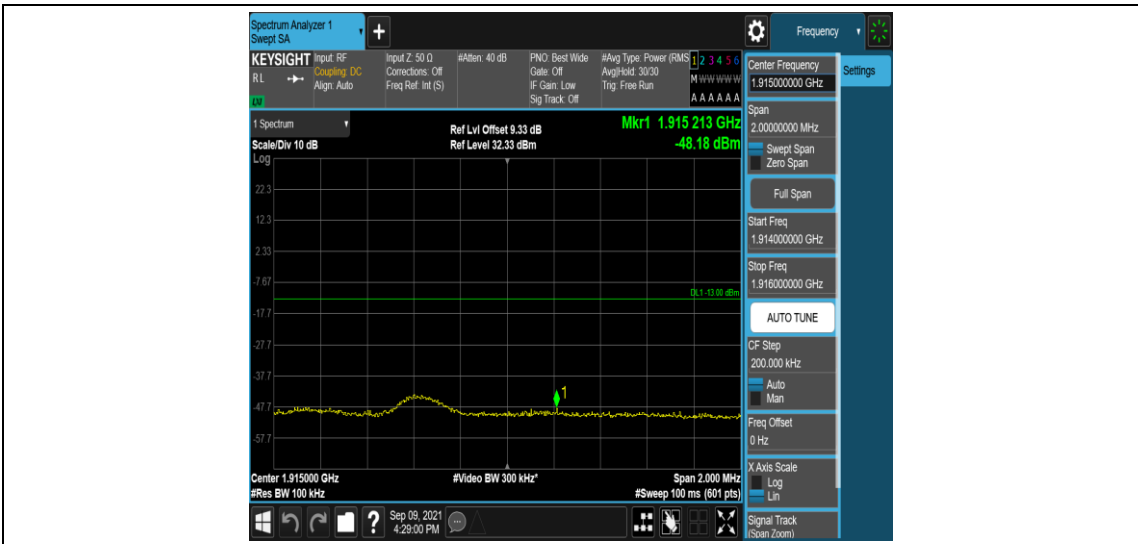 Spectrum Analyzer 1
Swept SA
+
Frequency
KEYSIGHT
RL
LXI
Input: RF
Coupling: DC
Align: Auto
Input Z: 50 Ω
Corrections: Off
Freq Ref: Int (S)
#Atten: 40 dB
PNO: Best Wide
Gate: Off
IF Gain: Low
Sig Track: Off
#Avg Type: Power (RMS
Avg|Hold: 30/30
Trig: Free Run
1 2 3 4 5 6
M W W W W W
A A A A A A
1 Spectrum
Scale/Div 10 dB
Ref Lvl Offset 9.33 dB
Ref Level 32.33 dBm
Mkr1 1.915 213 GHz
-48.18 dBm
Log
22.3
12.3
2.33
-7.67
DL1 -13.00 dBm
-17.7
-27.7
-37.7
1
-47.7
-57.7
Center 1.915000 GHz
#Video BW 300 kHz*
Span 2.000 MHz
#Res BW 100 kHz
#Sweep 100 ms (601 pts)
?
Sep 09, 2021
4:29:00 PM
Center Frequency
1.915000000 GHz
Settings
Span
2.00000000 MHz
Swept Span
Zero Span
Full Span
Start Freq
1.914000000 GHz
Stop Freq
1.916000000 GHz
AUTO TUNE
CF Step
200.000 kHz
Auto
Man
Freq Offset
0 Hz
X Axis Scale
Log
Lin
Signal Track
(Span Zoom)